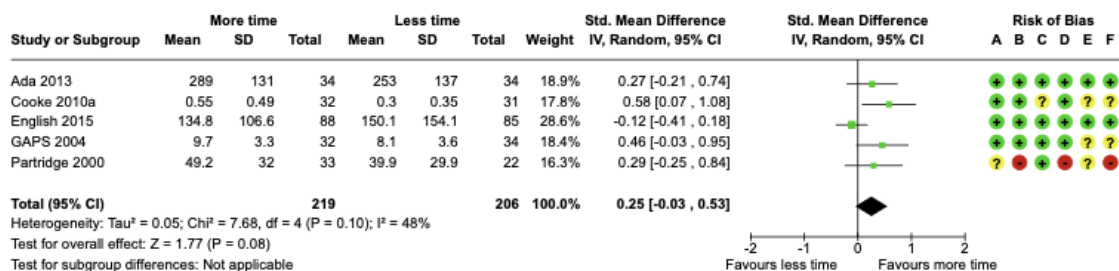 More time Less time Std. Mean Difference Std. Mean Difference Risk of Bias
Study or Subgroup Mean SD Total Mean SD Total Weight IV, Random, 95% CI IV, Random, 95% CI A B C D E F
Ada 2013 289 131 34 253 137 34 18.9% 0.27 [-0.21 , 0.74] + + + + + +
Cooke 2010a 0.55 0.49 32 0.3 0.35 31 17.8% 0.58 [0.07 , 1.08] + + ? + ? ?
English 2015 134.8 106.6 88 150.1 154.1 85 28.6% -0.12 [-0.41 , 0.18] + + + + + +
GAPS 2004 9.7 3.3 32 8.1 3.6 34 18.4% 0.46 [-0.03 , 0.95] + + + + ? ?
Partridge 2000 49.2 32 33 39.9 29.9 22 16.3% 0.29 [-0.25 , 0.84] ? - + - ? -
Total (95% CI) 219 206 100.0% 0.25 [-0.03 , 0.53]
Heterogeneity: Tau² = 0.05; Chi² = 7.68, df = 4 (P = 0.10); I² = 48%
Test for overall effect: Z = 1.77 (P = 0.08)
-2 -1 0 1 2
Test for subgroup differences: Not applicable Favours less time Favours more time